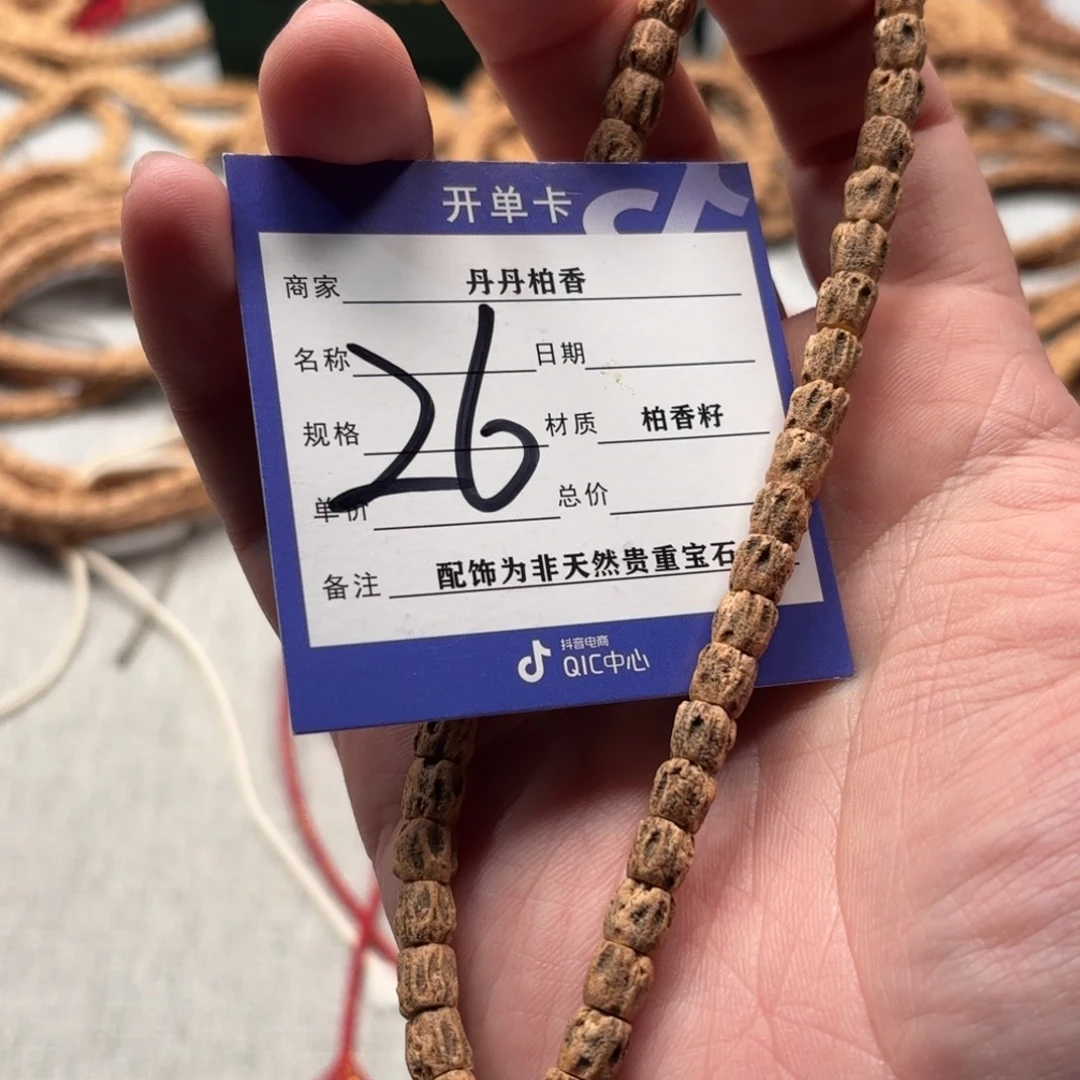 开单卡
商家 丹丹柏香
名称 日期
26
规格 材质 柏香籽
单价 总价
备注 配饰为非天然贵重宝石
抖音电商
QIC中心